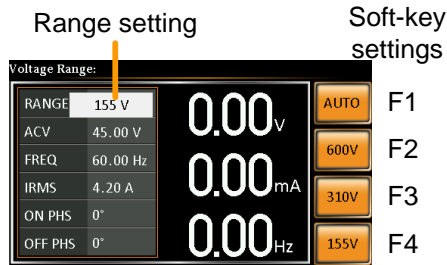 Range setting
Soft-key
settings
Voltage Range:
RANGE 155 V
ACV 45.00 V
FREQ 60.00 Hz
IRMS 4.20 A
ON PHS 0°
OFF PHS 0°
0.00V
0.00mA
0.00Hz
AUTO F1
600V F2
310V F3
155V F4